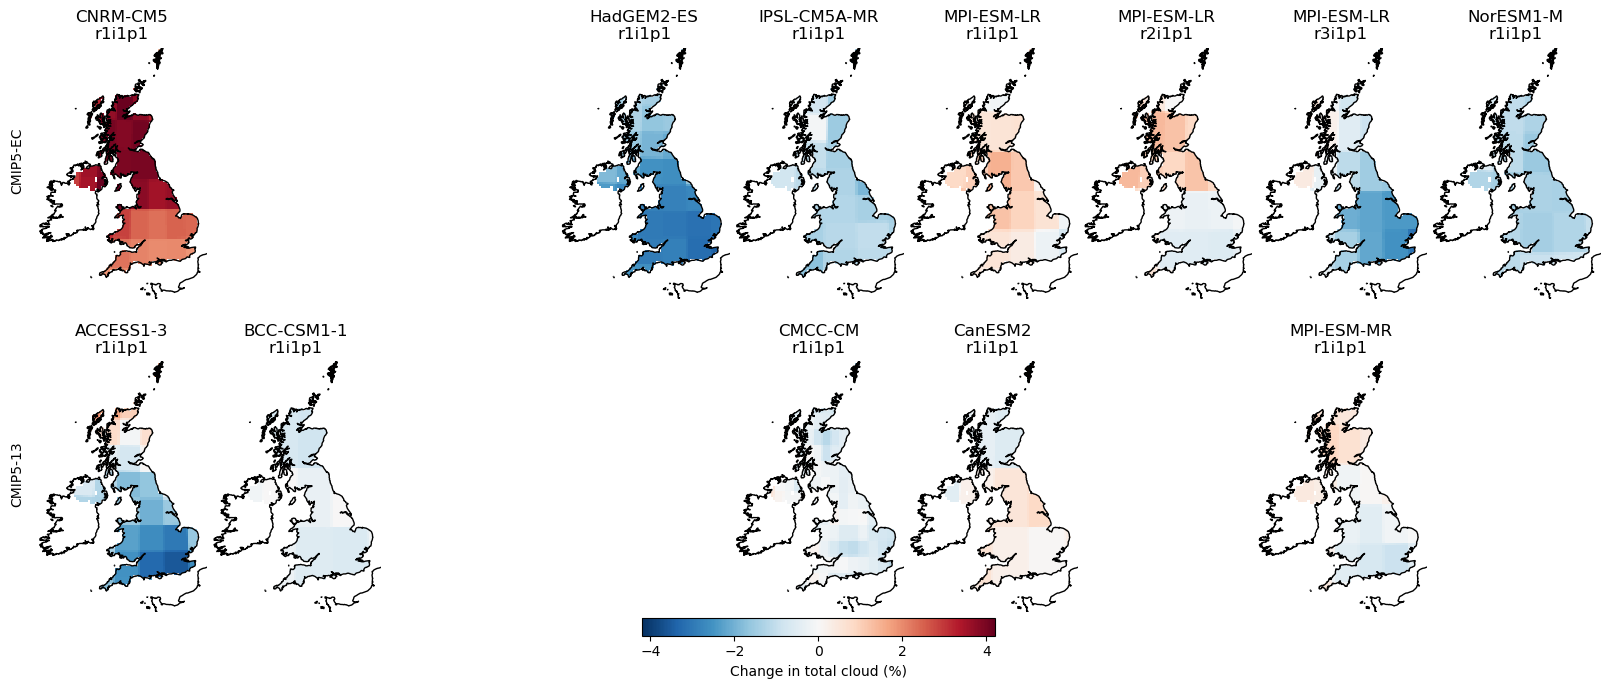 CNRM-CM5
r1i1p1
HadGEM2-ES
r1i1p1
IPSL-CM5A-MR
r1i1p1
MPI-ESM-LR
r1i1p1
MPI-ESM-LR
r2i1p1
MPI-ESM-LR
r3i1p1
NorESM1-M
r1i1p1
CMIP5-EC
ACCESS1-3
r1i1p1
BCC-CSM1-1
r1i1p1
CMCC-CM
r1i1p1
CanESM2
r1i1p1
MPI-ESM-MR
r1i1p1
CMIP5-13
−4 −2 0 2 4
Change in total cloud (%)